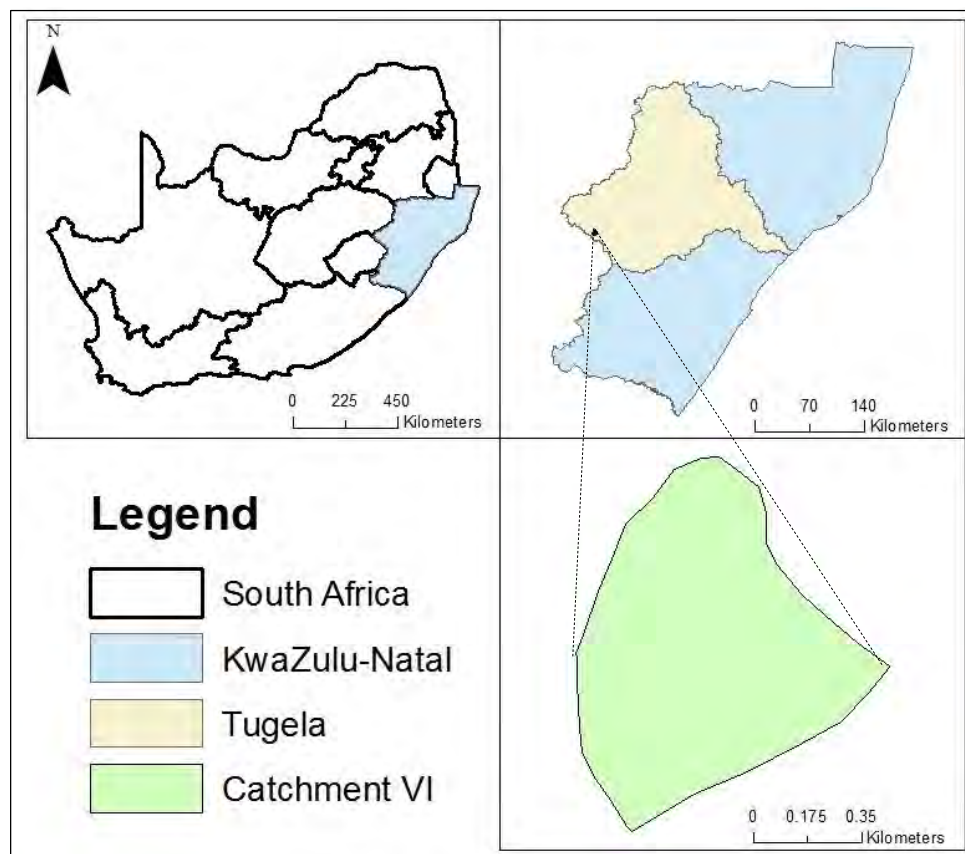 N
0 225 450
Kilometers
0 70 140
Kilometers
Legend
South Africa
KwaZulu-Natal
Tugela
Catchment VI
0 0.175 0.35
Kilometers